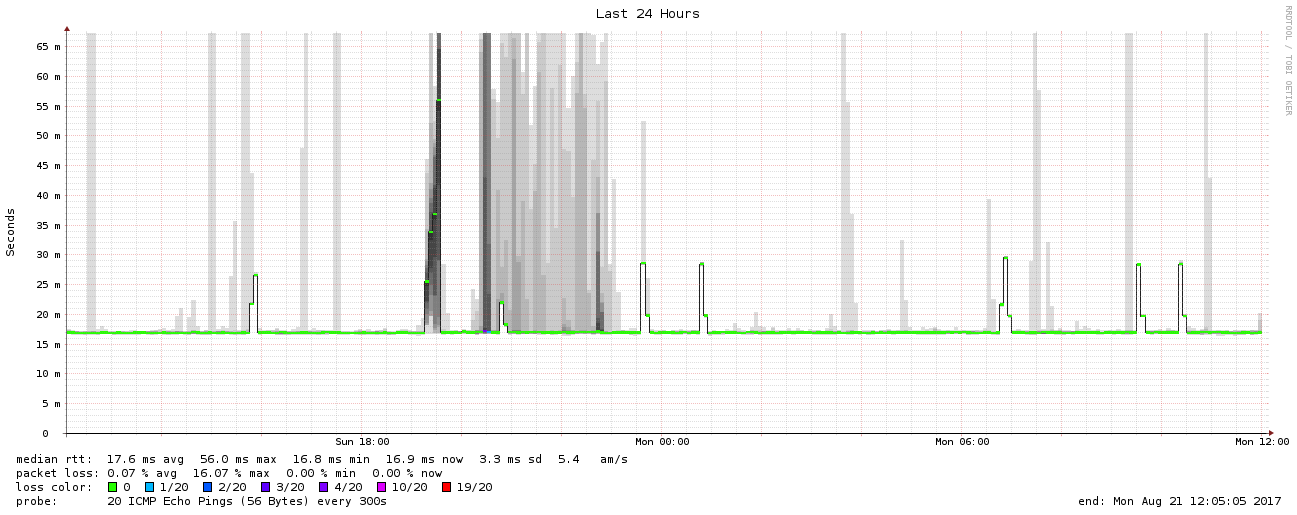 Last 24 Hours
RRDTOOL / TOBI OETIKER
Seconds
65 m
60 m
55 m
50 m
45 m
40 m
35 m
30 m
25 m
20 m
15 m
10 m
5 m
0
Sun 18:00 Mon 00:00 Mon 06:00 Mon 12:00
median rtt: 17.6 ms avg 56.0 ms max 16.8 ms min 16.9 ms now 3.3 ms sd 5.4 am/s
packet loss: 0.07 % avg 16.07 % max 0.00 % min 0.00 % now
loss color: 0 1/20 2/20 3/20 4/20 10/20 19/20
probe: 20 ICMP Echo Pings (56 Bytes) every 300s end: Mon Aug 21 12:05:05 2017